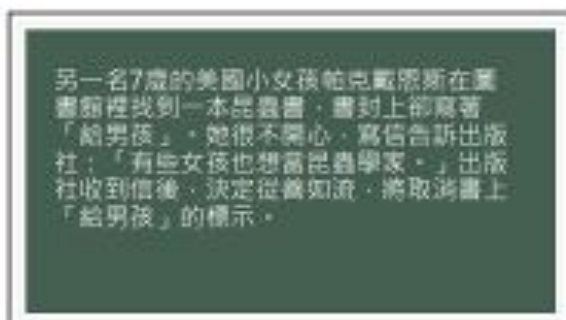 另一名7歲的美國小女孩帕克戴恩斯在圖
書館裡找到一本昆蟲書,書封上卻寫著
「給男孩」。她很不開心,寫信告訴出版
社:「有些女孩也想當昆蟲學家。」出版
社收到信後,決定從善如流,將取消書上
「給男孩」的標示。